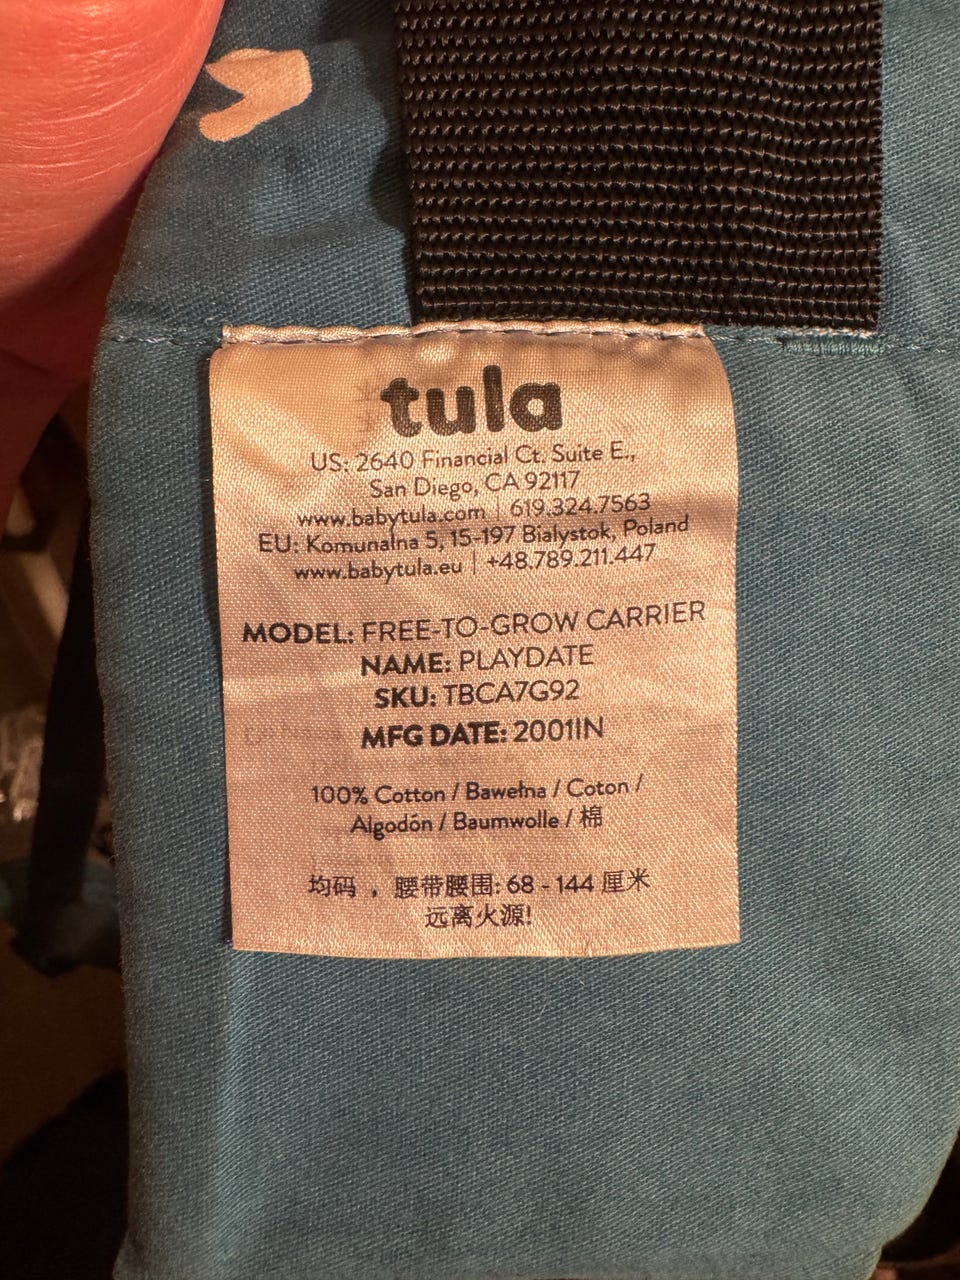 tula
US: 2640 Financial Ct. Suite E.,
San Diego, CA 92117
www.babytula.com | 619.324.7563
EU: Komunalna 5, 15-197 Bialystok, Poland
www.babytula.eu | +48.789.211.447
MODEL: FREE-TO-GROW CARRIER
NAME: PLAYDATE
SKU: TBCA7G92
MFG DATE: 2001IN
100% Cotton / Bawełna / Coton /
Algodón / Baumwolle / 棉
均码 ，腰带腰围: 68 - 144 厘米
远离火源!